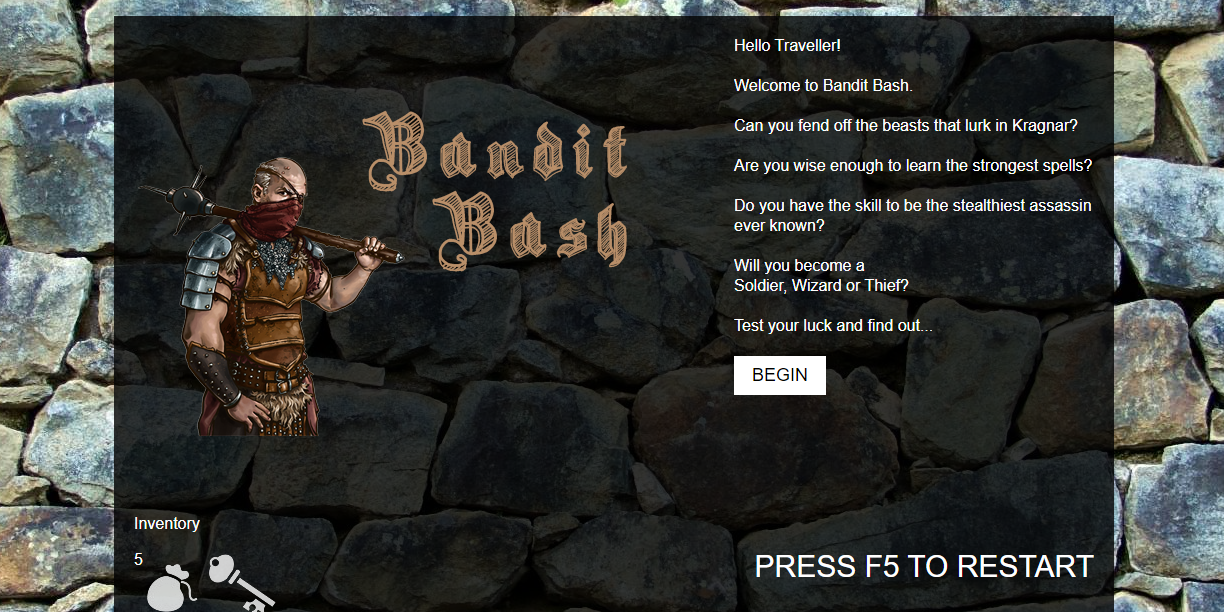 Bandit
Bash
Hello Traveller!
Welcome to Bandit Bash.
Can you fend off the beasts that lurk in Kragnar?
Are you wise enough to learn the strongest spells?
Do you have the skill to be the stealthiest assassin
ever known?
Will you become a
Soldier, Wizard or Thief?
Test your luck and find out...
BEGIN
Inventory
5
PRESS F5 TO RESTART